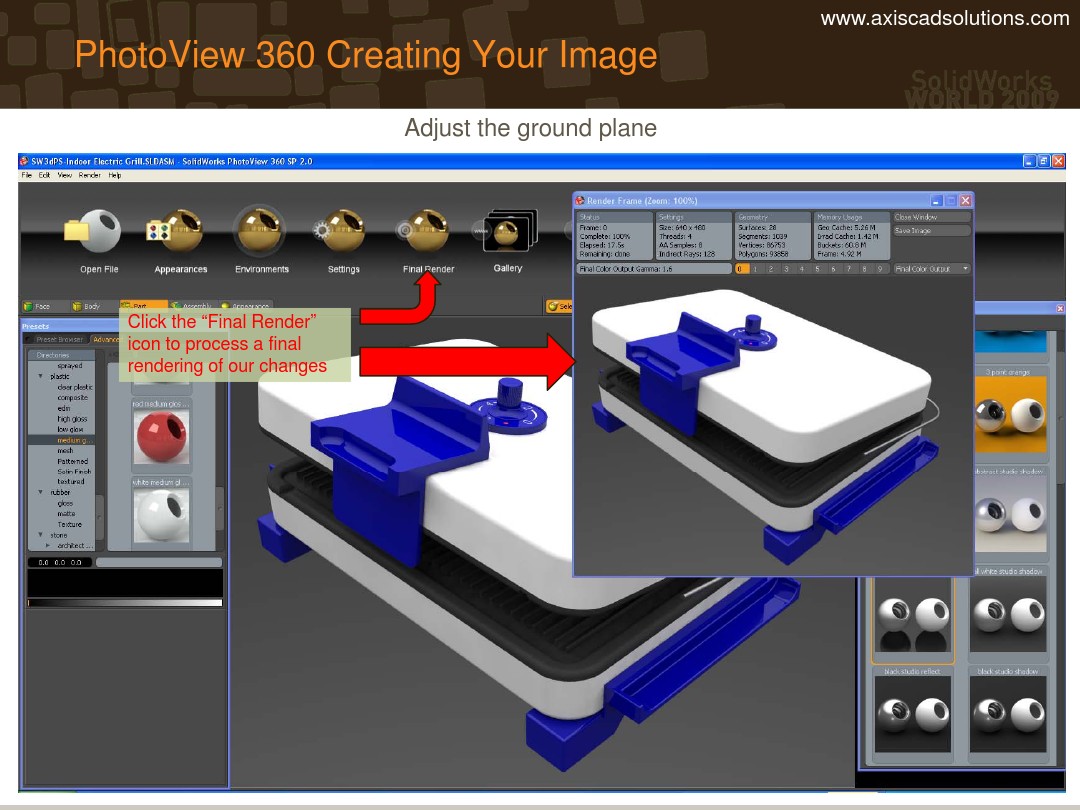 www.axiscadsolutions.com
PhotoView 360 Creating Your Image
SolidWorks
WORLD 2009
Adjust the ground plane
SW3dPS-Indoor Electric Grill.SLDASM - SolidWorks PhotoView 360 SP 2.0
File Edit View Render Help
Open File
Appearances
Environments
Settings
Final Render
Gallery
Face
Body
Part
Assembly
Appearance
Sele
Click the “Final Render”
icon to process a final
rendering of our changes
Presets
Preset Browser
Advanc
Directories
sprayed
plastic
clear plastic
composite
edm
high gloss
low glow
medium g...
mesh
Patterned
Satin Finish
textured
rubber
gloss
matte
Texture
stone
architect ...
red medium glos...
white medium gl...
0.0 0.0 0.0
Render Frame (Zoom: 100%)
Status
Frame: 0
Complete: 100%
Elapsed: 17.5s
Remaining: done
Settings
Size: 640 x 480
Threads: 4
AA Samples: 8
Indirect Rays: 128
Geometry
Surfaces: 28
Segments: 1039
Vertices: 86753
Polygons: 93858
Memory Usage
Geo Cache: 5.26 M
Irrad Cache: 1.42 M
Buckets: 60.8 M
Frame: 4.92 M
Close Window
Save Image
Final Color Output Gamma: 1.6
0 1 2 3 4 5 6 7 8 9
Final Color Output
3 point orange
abstract studio shadow
ll white studio shadow
black studio reflect
black studio shadow